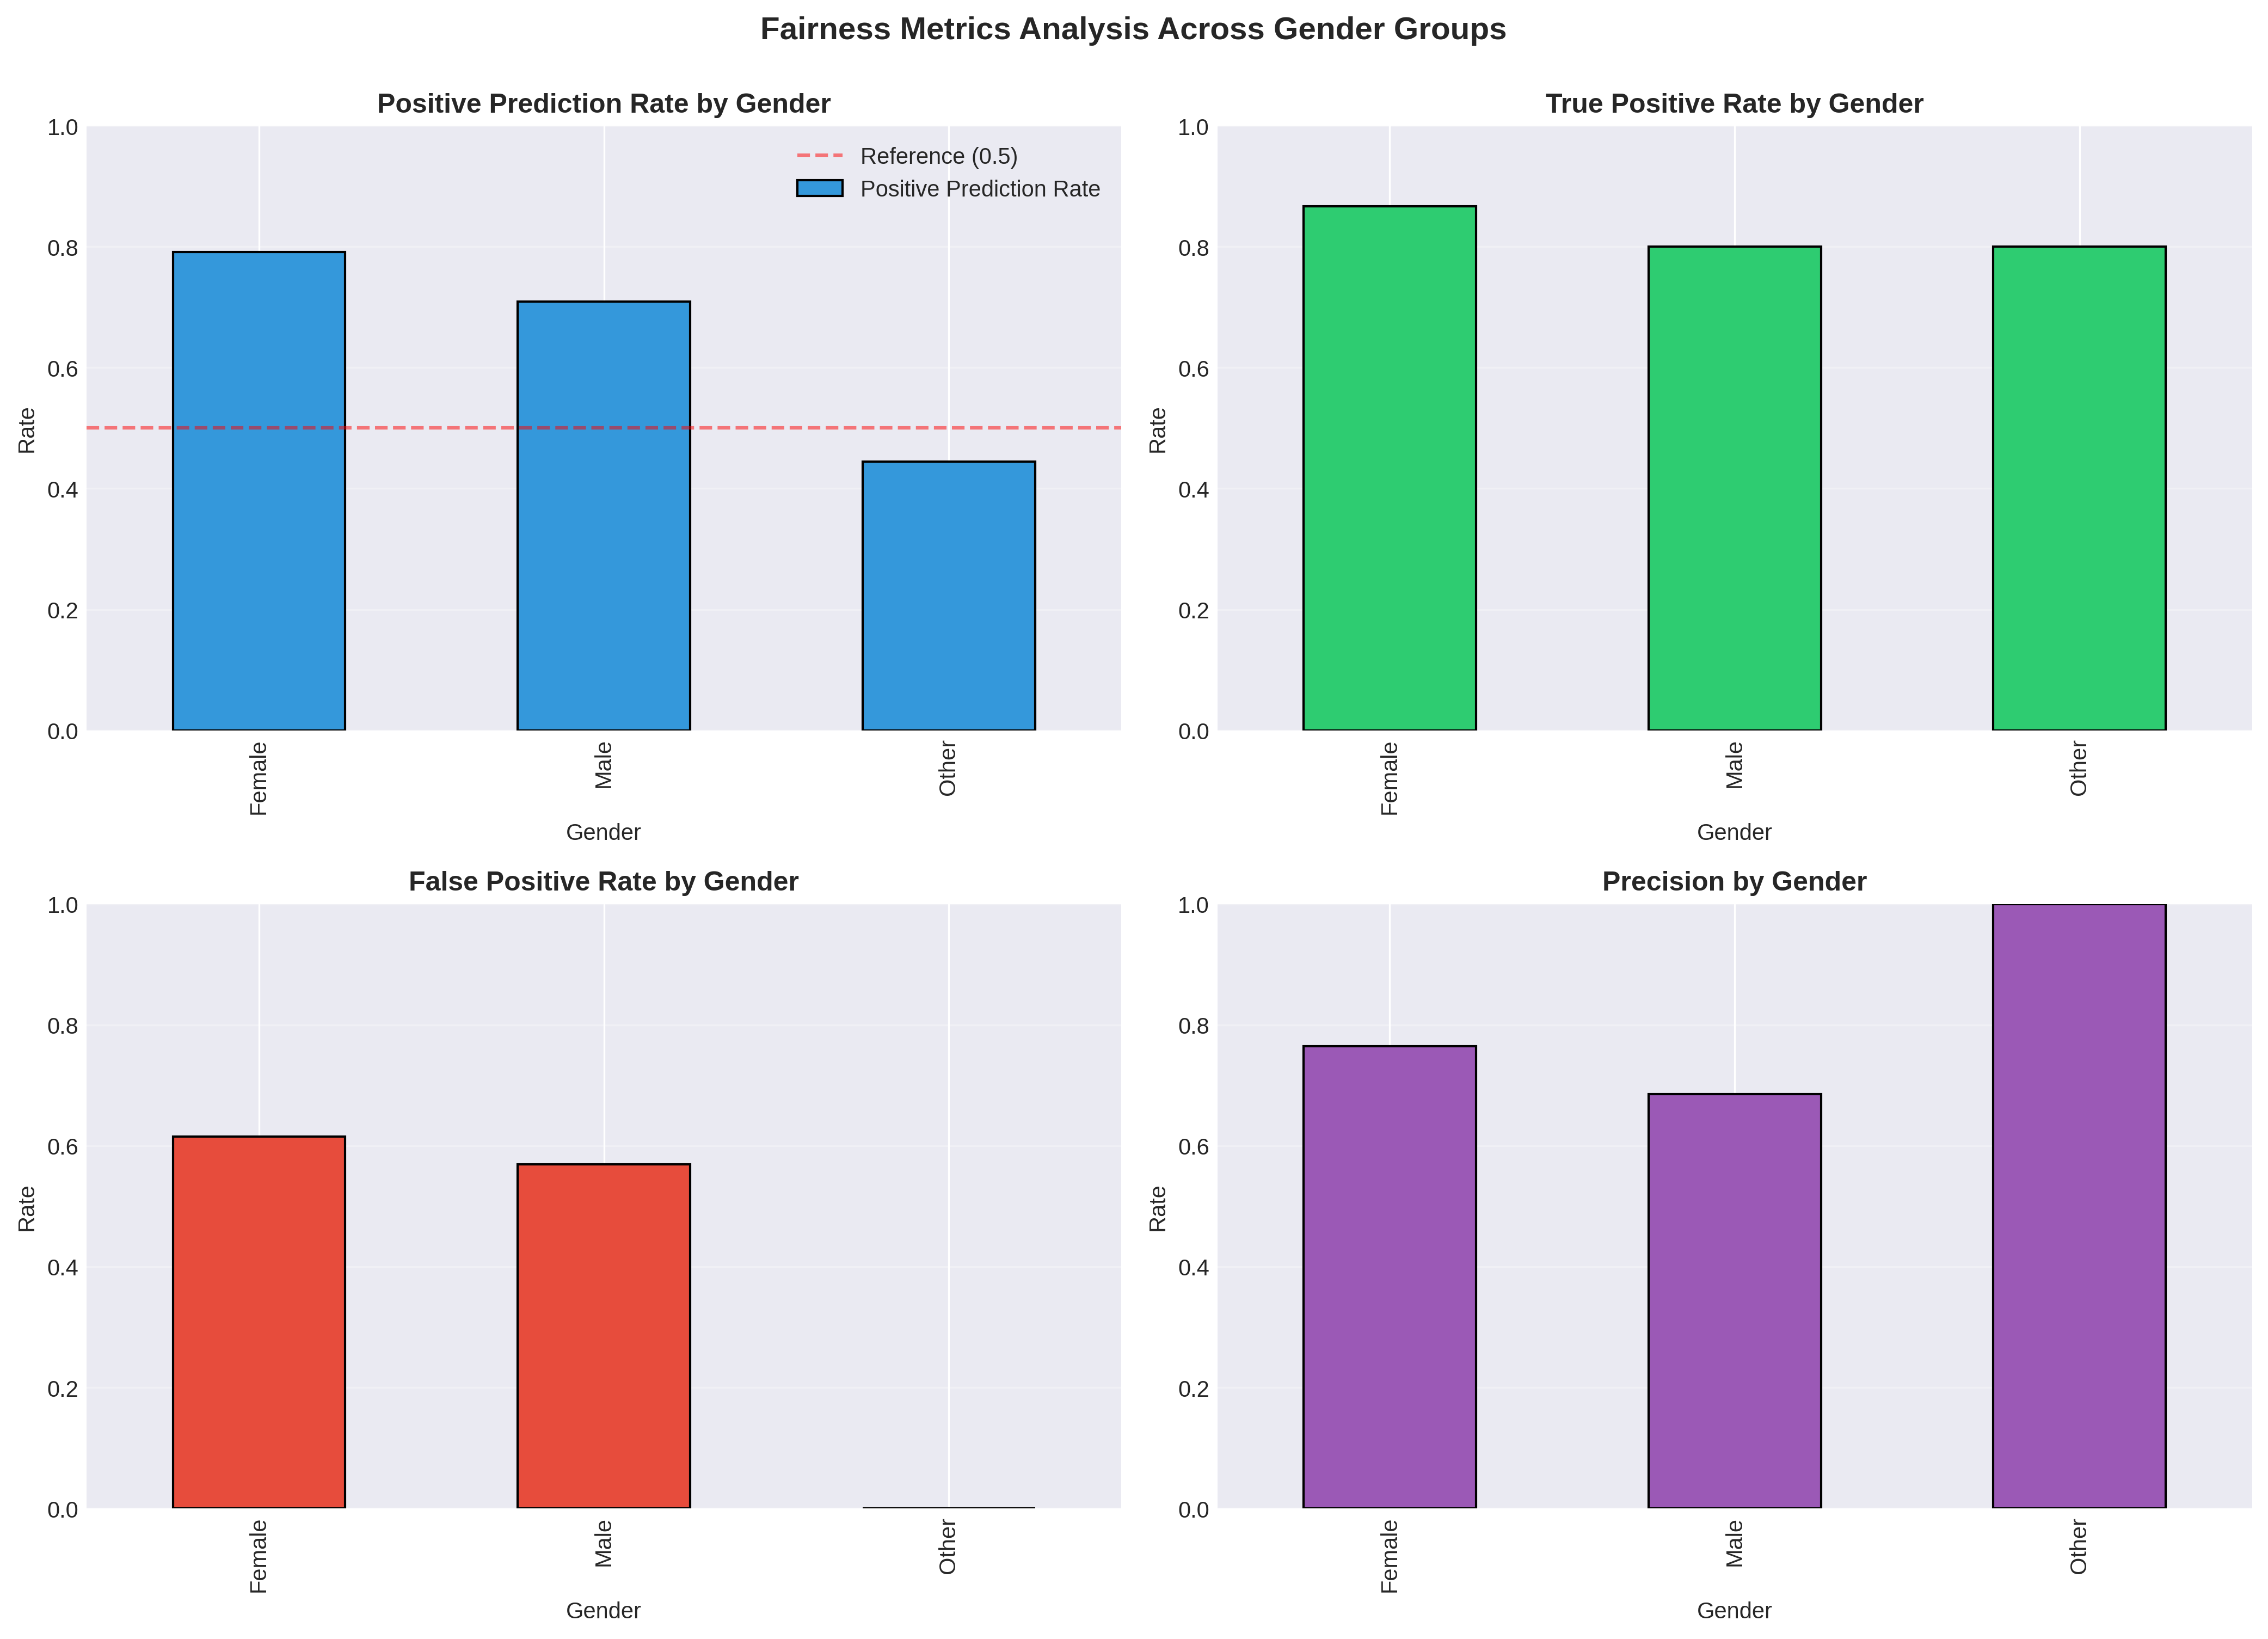 Fairness Metrics Analysis Across Gender Groups
Positive Prediction Rate by Gender
1.0
0.8
0.6
0.4
0.2
0.0
Rate
Reference (0.5)
Positive Prediction Rate
Female
Male
Other
Gender
True Positive Rate by Gender
1.0
0.8
0.6
0.4
0.2
0.0
Rate
Female
Male
Other
Gender
False Positive Rate by Gender
1.0
0.8
0.6
0.4
0.2
0.0
Rate
Female
Male
Other
Gender
Precision by Gender
1.0
0.8
0.6
0.4
0.2
0.0
Rate
Female
Male
Other
Gender